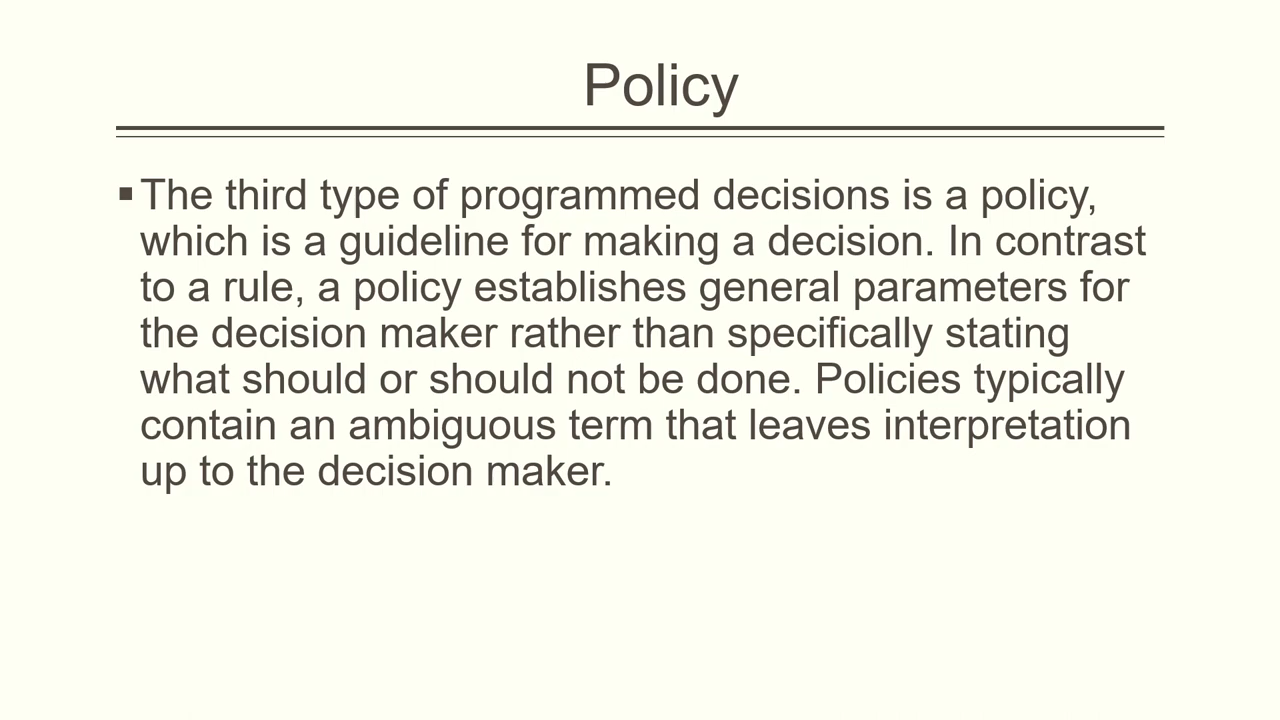 Policy
▪The third type of programmed decisions is a policy,
which is a guideline for making a decision. In contrast
to a rule, a policy establishes general parameters for
the decision maker rather than specifically stating
what should or should not be done. Policies typically
contain an ambiguous term that leaves interpretation
up to the decision maker.